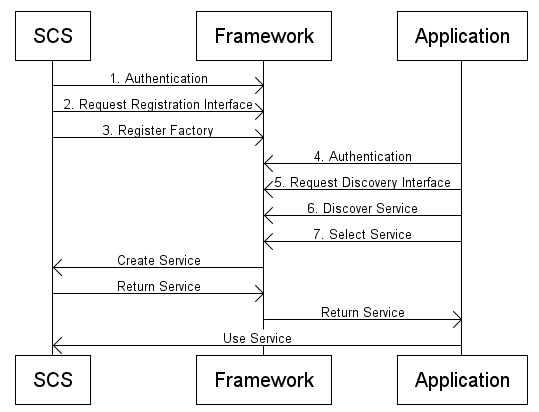 SCS Framework Application
1. Authentication
2. Request Registration Interface
3. Register Factory
4. Authentication
5. Request Discovery Interface
6. Discover Service
7. Select Service
Create Service
Return Service
Return Service
Use Service
SCS Framework Application